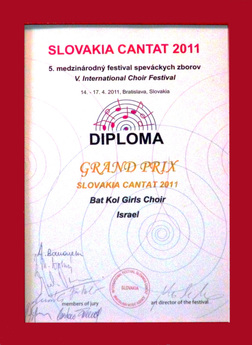 SLOVAKIA CANTAT 2011
5. medzinárodný festival speváckych zborov
V. International Choir Festival
14. - 17. 4. 2011, Bratislava, Slovakia
DIPLOMA
GRAND PRIX
SLOVAKIA CANTAT 2011
Bat Kol Girls Choir
Israel
SLOVAKIA
members of jury
art director of the festival